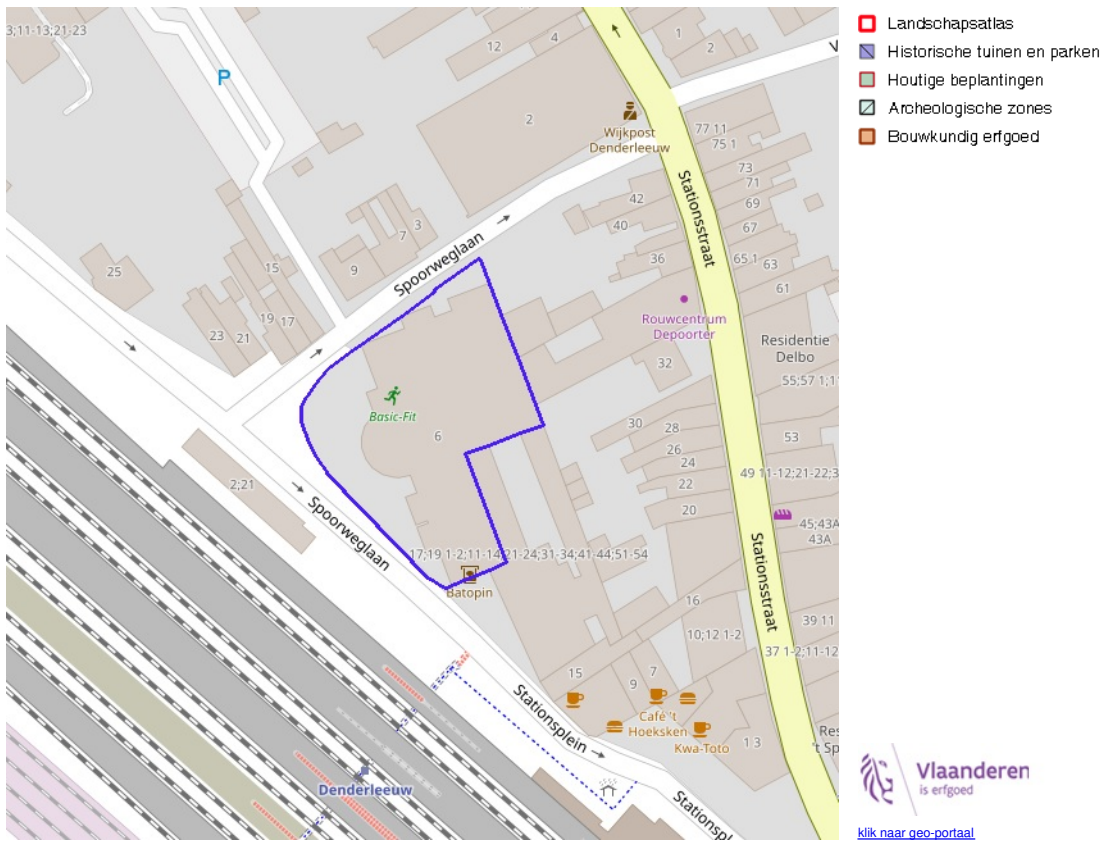 3;11-13;21-23
P
12
4
1
2
V
2
Wijkpost
Denderleeuw
77 11
75 1
73
71
69
67
65 1
63
61
Stationsstraat
42
40
36
3
7
9
Spoorweglaan
25
15
19
17
23
21
Rouwcentrum
Depoorter
32
Residentie
Delbo
55;57 1;1
Basic-Fit
6
30
28
26
24
22
20
53
49 11-12;21-22;3
45;43A
43A
2;21
Spoorweglaan
17;19 1-2;11-14;21-24;31-34;41-44;51-54
Batopin
Stationsstraat
16
10;12 1-2
39 11
37 1-2;11-12
15
9
7
Café 't
Hoeksken
Kwa-Toto
1 3
Res
't Sp
Stationsplein
Denderleeuw
Stationspl
Landschapsatlas
Historische tuinen en parken
Houtige beplantingen
Archeologische zones
Bouwkundig erfgoed
Vlaanderen
is erfgoed
klik naar geo-portaal